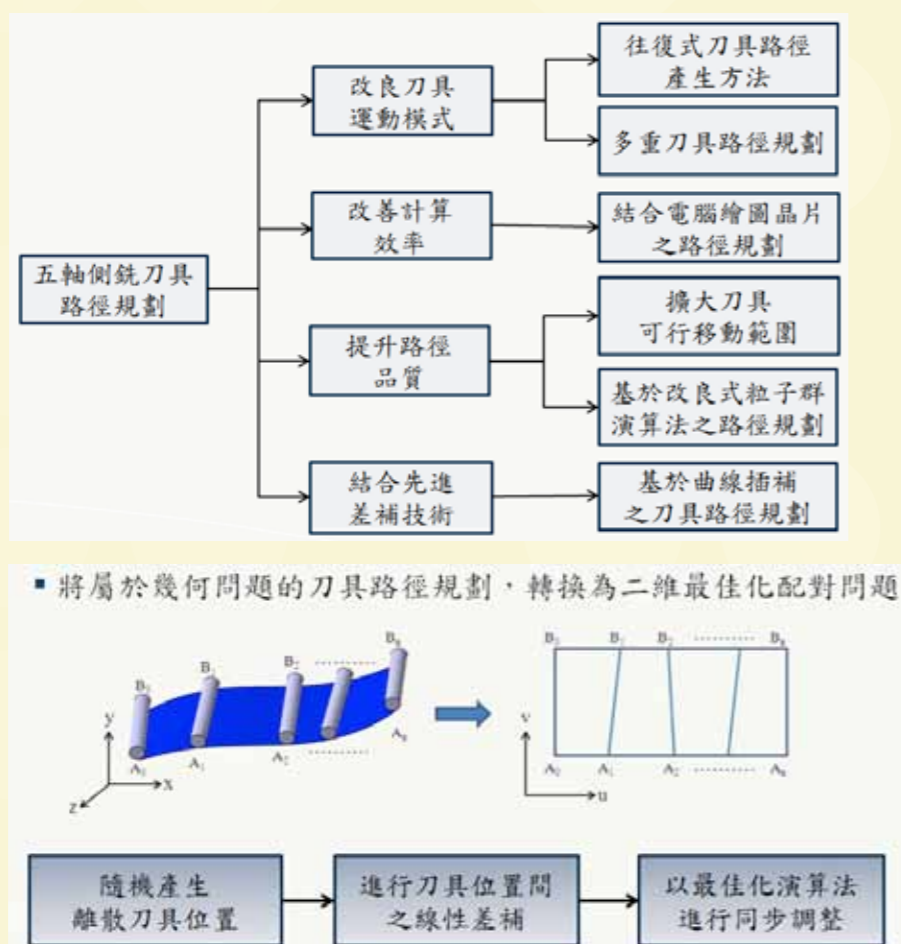 往復式刀具路徑
產生方法
改良刀具
運動模式
多重刀具路徑規劃
改善計算
效率
結合電腦繪圖晶片
之路徑規劃
五軸側銑刀具
路徑規劃
擴大刀具
可行移動範圍
提升路徑
品質
基於改良式粒子群
演算法之路徑規劃
結合先進
差補技術
基於曲線插補
之刀具路徑規劃
▪ 將屬於幾何問題的刀具路徑規劃，轉換為二維最佳化配對問題
B₁ B₂ ............
y
A₁ A₂ ............
x
z
B₁ B₂ ............
v
A₁ A₂ ............
u
隨機產生
離散刀具位置
進行刀具位置間
之線性差補
以最佳化演算法
進行同步調整